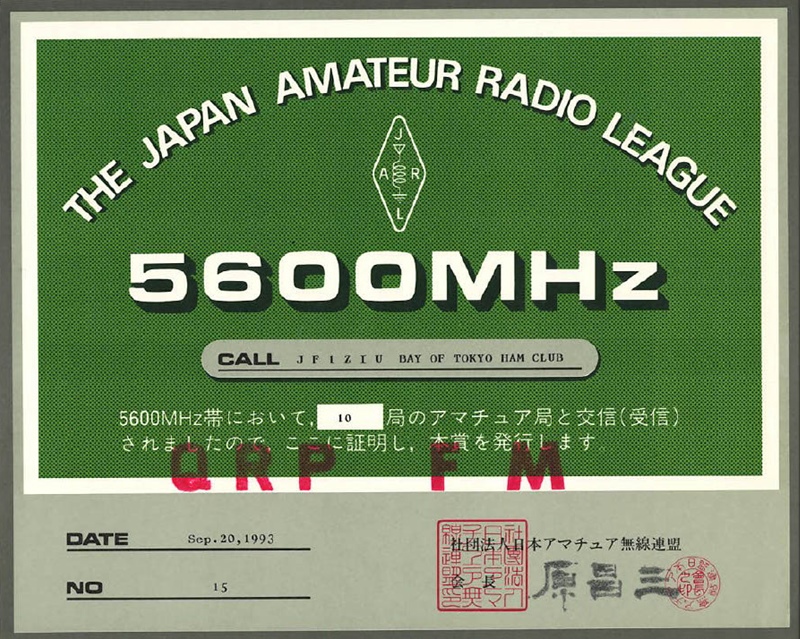 THE JAPAN AMATEUR RADIO LEAGUE
J
A R
L
5600MHz
CALL JF1ZIU BAY OF TOKYO HAM CLUB
5600MHz帯において, 10 局のアマチュア局と交信(受信)
されましたので, ここに証明し, 本賞を発行します
QRP FM
DATE Sep.20,1993
社団法人日本アマチュア無線連盟
NO 15
会長 原昌三